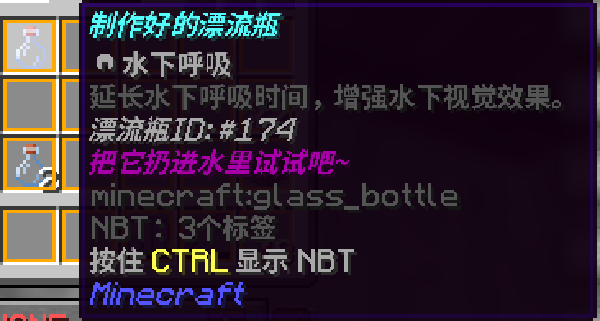 制作好的漂流瓶
水下呼吸
延长水下呼吸时间，增强水下视觉效果。
漂流瓶ID: #174
把它扔进水里试试吧~
minecraft:glass_bottle
NBT: 3个标签
按住 CTRL 显示 NBT
Minecraft